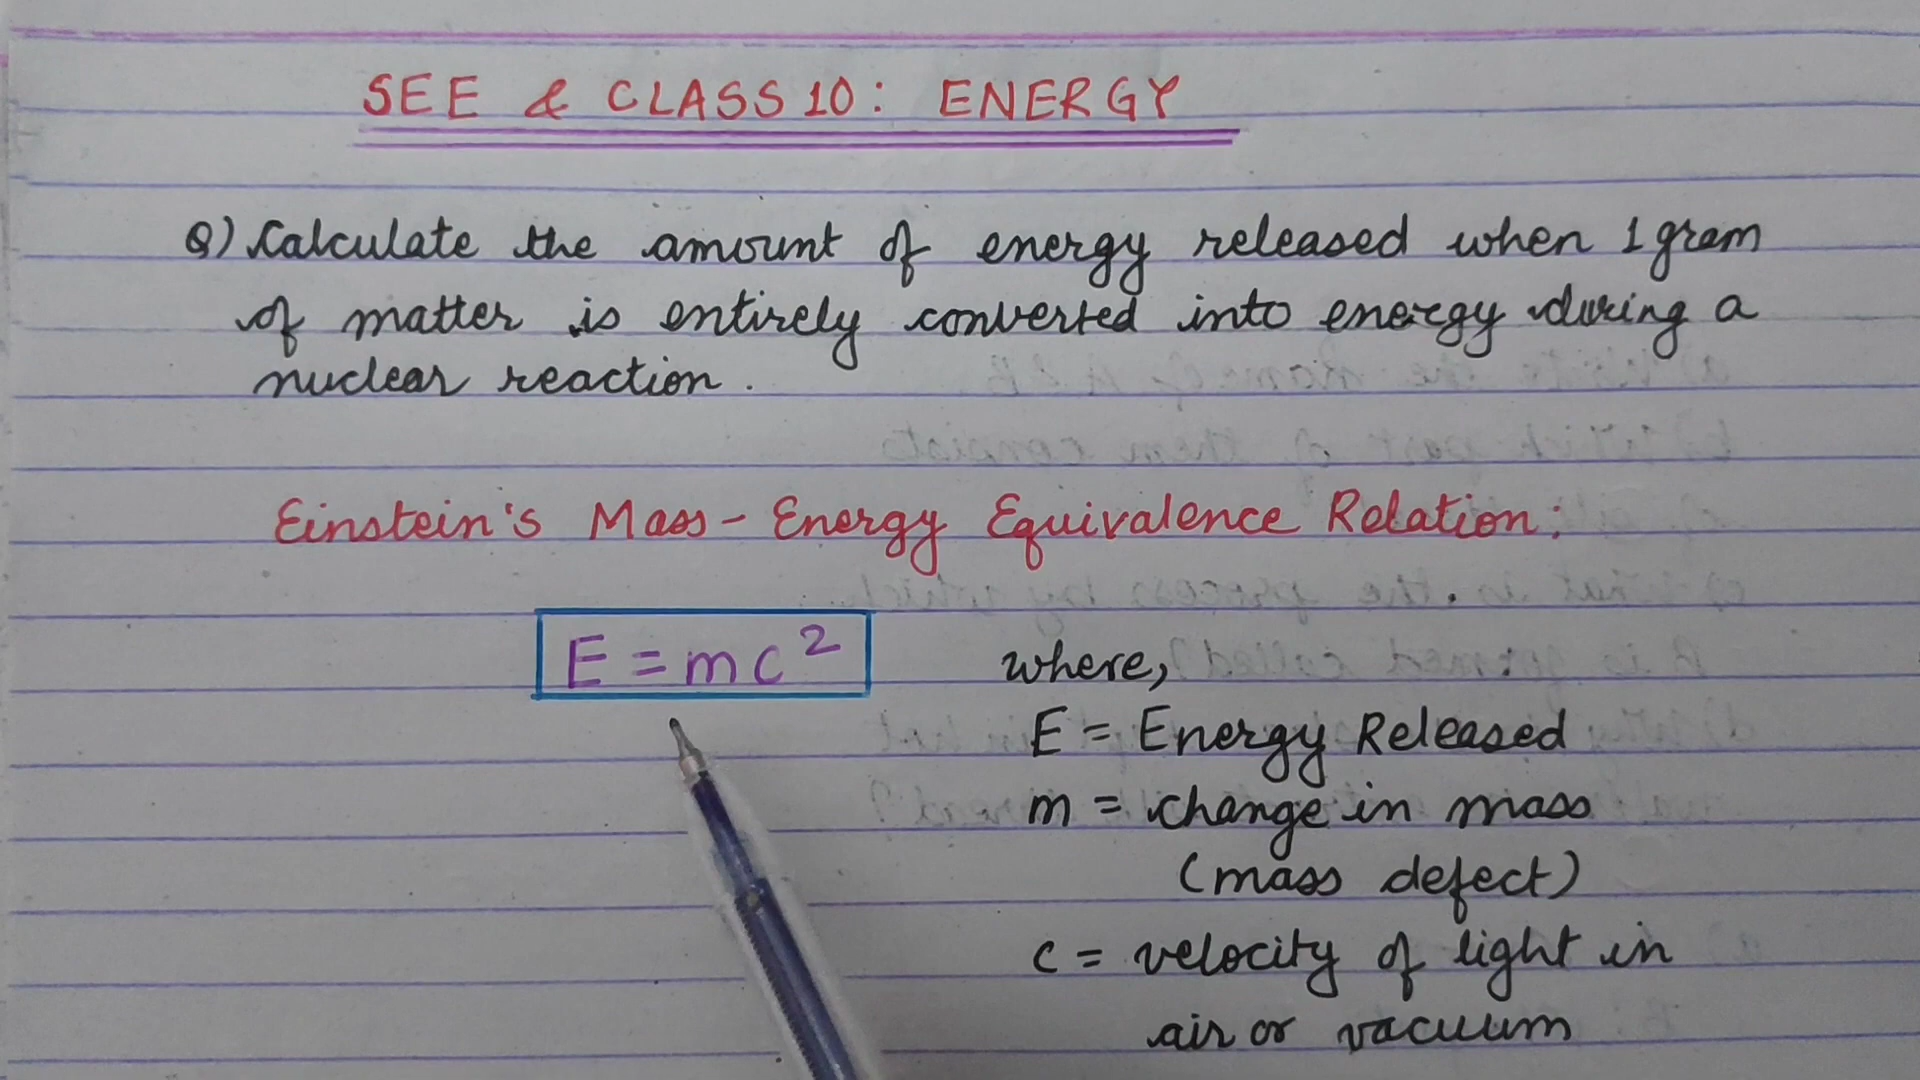 SEE & CLASS 10: ENERGY
Q) Calculate the amount of energy released when 1 gram
of matter is entirely converted into energy during a
nuclear reaction.
Einstein's Mass-Energy Equivalence Relation:
E = mc²
where,
E = Energy Released
m = change in mass
(mass defect)
c = velocity of light in
air or vacuum